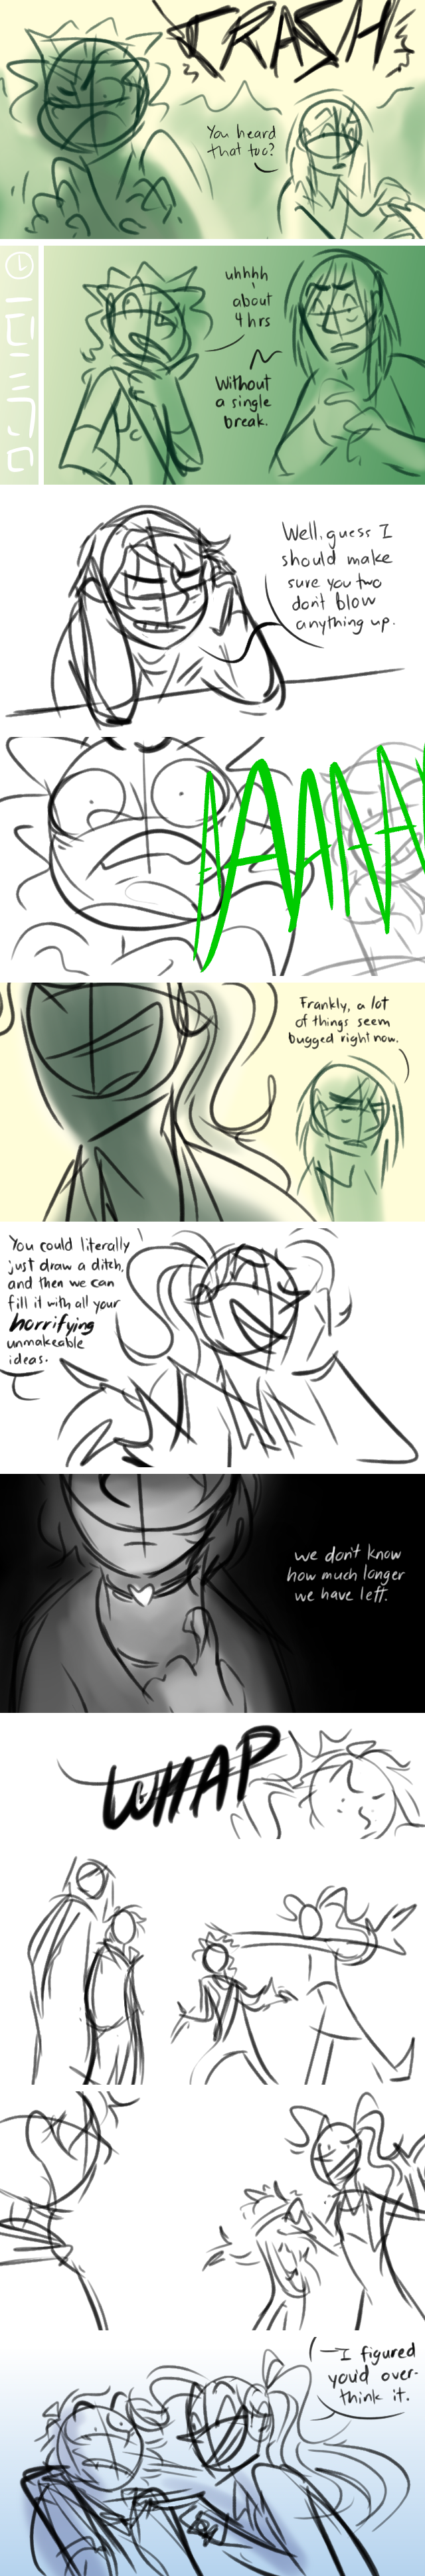 CRASH
You heard
that too?
uhhhh
about
4 hrs
Without
a single
break.
Well, guess I
should make
sure you two
don't blow
anything up.
AAAAA
Frankly, a lot
of things seem
bugged right now.
You could literally
just draw a ditch,
and then we can
fill it with all your
horrifying
unmakeable
ideas.
we don't know
how much longer
we have left.
WHAP
—I figured
you'd over-
think it.